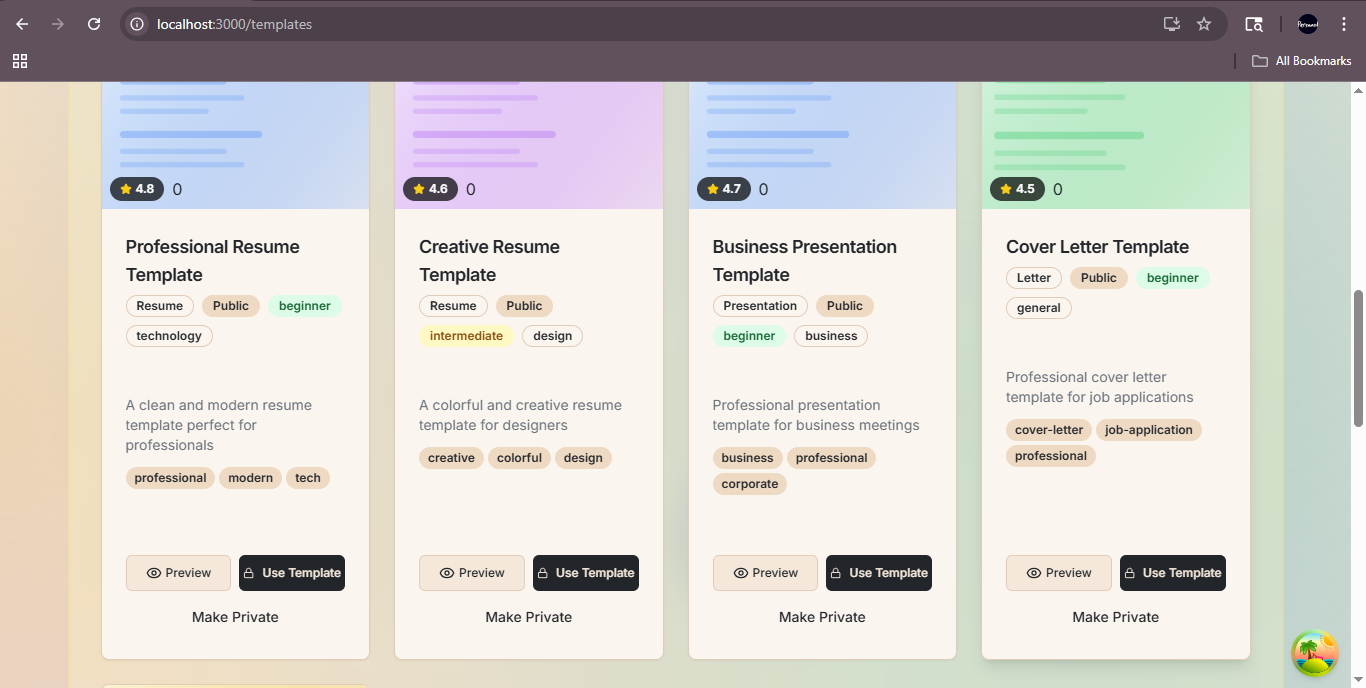 localhost:3000/templates
All Bookmarks
4.8 0
4.6 0
4.7 0
4.5 0
Professional Resume
Template
Resume Public beginner
technology
A clean and modern resume
template perfect for
professionals
professional modern tech
Preview Use Template
Make Private
Creative Resume
Template
Resume Public
intermediate design
A colorful and creative resume
template for designers
creative colorful design
Preview Use Template
Make Private
Business Presentation
Template
Presentation Public
beginner business
Professional presentation
template for business meetings
business professional
corporate
Preview Use Template
Make Private
Cover Letter Template
Letter Public beginner
general
Professional cover letter
template for job applications
cover-letter job-application
professional
Preview Use Template
Make Private